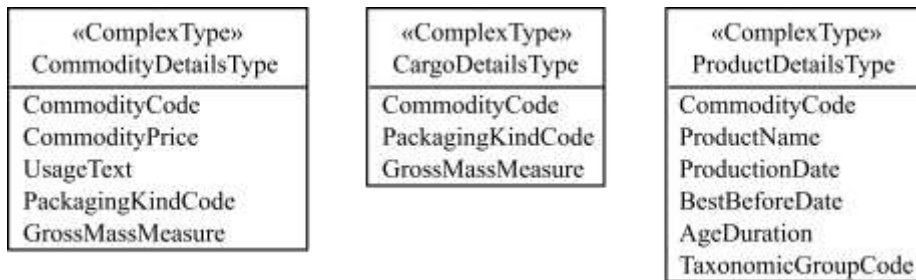 «ComplexType»
CommodityDetailsType
CommodityCode
CommodityPrice
UsageText
PackagingKindCode
GrossMassMeasure
«ComplexType»
CargoDetailsType
CommodityCode
PackagingKindCode
GrossMassMeasure
«ComplexType»
ProductDetailsType
CommodityCode
ProductName
ProductionDate
BestBeforeDate
AgeDuration
TaxonomicGroupCode